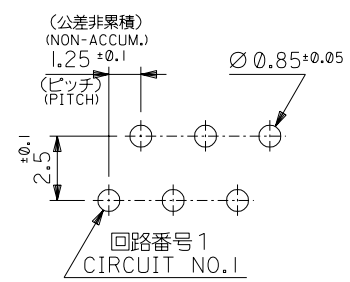 (公差非累積)
(NON-ACCUM.)
1.25 ±0.1
(ピッチ)
(PITCH)
Ø 0.85±0.05
2.5 ±0.1
回路番号1
CIRCUIT NO.1